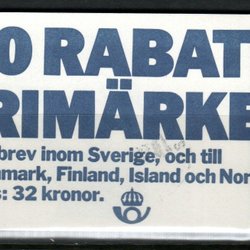 0 RABAT
RIMÄRKE
brev inom Sverige, och till
mark, Finland, Island och Nor
s: 32 kronor.